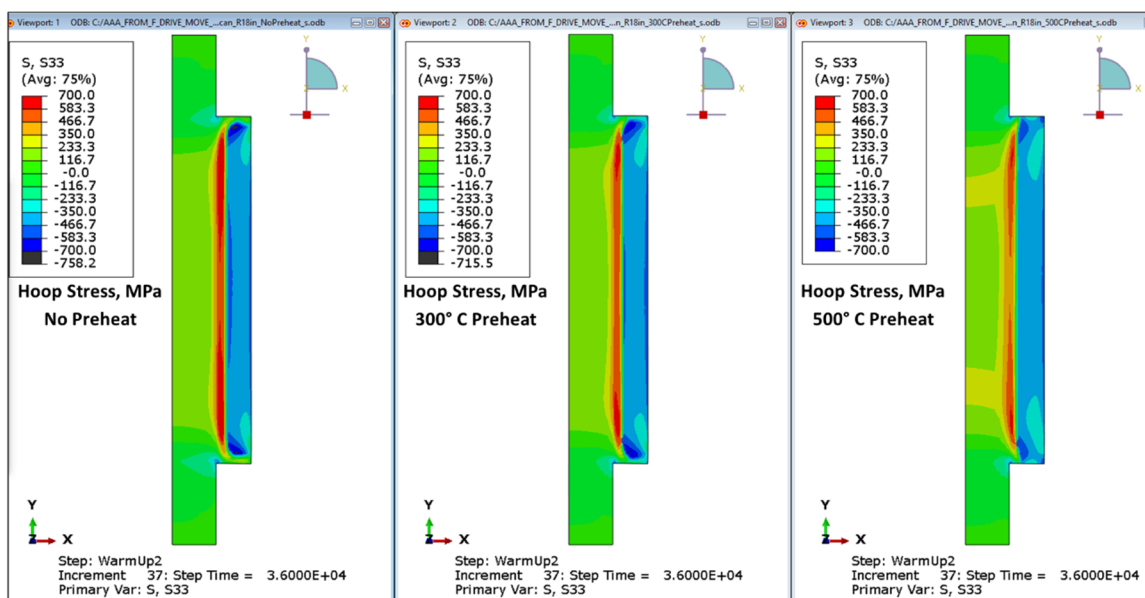 Viewport: 1 ODB: C:/AAA_FROM_F_DRIVE_MOVE_...can_R18in_NoPreheat_s.odb
S, S33
(Avg: 75%)
700.0
583.3
466.7
350.0
233.3
116.7
-0.0
-116.7
-233.3
-350.0
-466.7
-583.3
-700.0
-758.2
Y
X
Z
Hoop Stress, MPa
No Preheat
Y
Z X
Step: WarmUp2
Increment 37: Step Time = 3.6000E+04
Primary Var: S, S33
Viewport: 2 ODB: C:/AAA_FROM_F_DRIVE_MOVE_...n_R18in_300CPreheat_s.odb
S, S33
(Avg: 75%)
700.0
583.3
466.7
350.0
233.3
116.7
-0.0
-116.7
-233.3
-350.0
-466.7
-583.3
-700.0
-715.5
Y
X
Z
Hoop Stress, MPa
300° C Preheat
Y
Z X
Step: WarmUp2
Increment 37: Step Time = 3.6000E+04
Primary Var: S, S33
Viewport: 3 ODB: C:/AAA_FROM_F_DRIVE_MOVE_...n_R18in_500CPreheat_s.odb
S, S33
(Avg: 75%)
700.0
583.3
466.7
350.0
233.3
116.7
-0.0
-116.7
-233.3
-350.0
-466.7
-583.3
-700.0
Y
X
Z
Hoop Stress, MPa
500° C Preheat
Y
Z X
Step: WarmUp2
Increment 37: Step Time = 3.6000E+04
Primary Var: S, S33